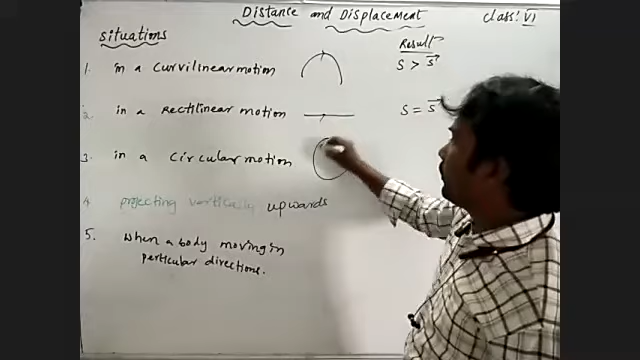 Distance and Displacement
Class: VI
Situations
Result
1. in a curvilinear motion
S > s⃗
2. in a Rectilinear motion
S = s⃗
3. in a circular motion
4. projecting vertically upwards
5. when a body moving in
particular directions.